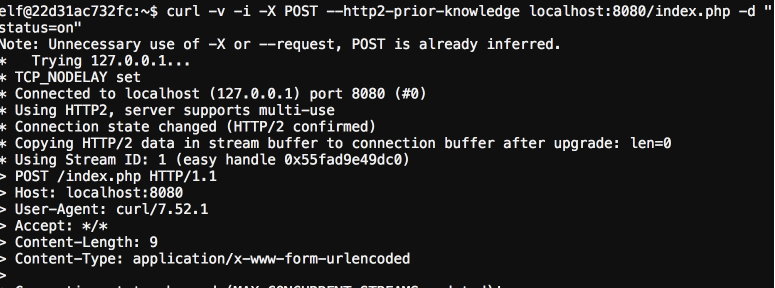 elf@22d31ac732fc:~$ curl -v -i -X POST --http2-prior-knowledge localhost:8080/index.php -d "
status=on"
Note: Unnecessary use of -X or --request, POST is already inferred.
*   Trying 127.0.0.1...
* TCP_NODELAY set
* Connected to localhost (127.0.0.1) port 8080 (#0)
* Using HTTP2, server supports multi-use
* Connection state changed (HTTP/2 confirmed)
* Copying HTTP/2 data in stream buffer to connection buffer after upgrade: len=0
* Using Stream ID: 1 (easy handle 0x55fad9e49dc0)
> POST /index.php HTTP/1.1
> Host: localhost:8080
> User-Agent: curl/7.52.1
> Accept: */*
> Content-Length: 9
> Content-Type: application/x-www-form-urlencoded
>